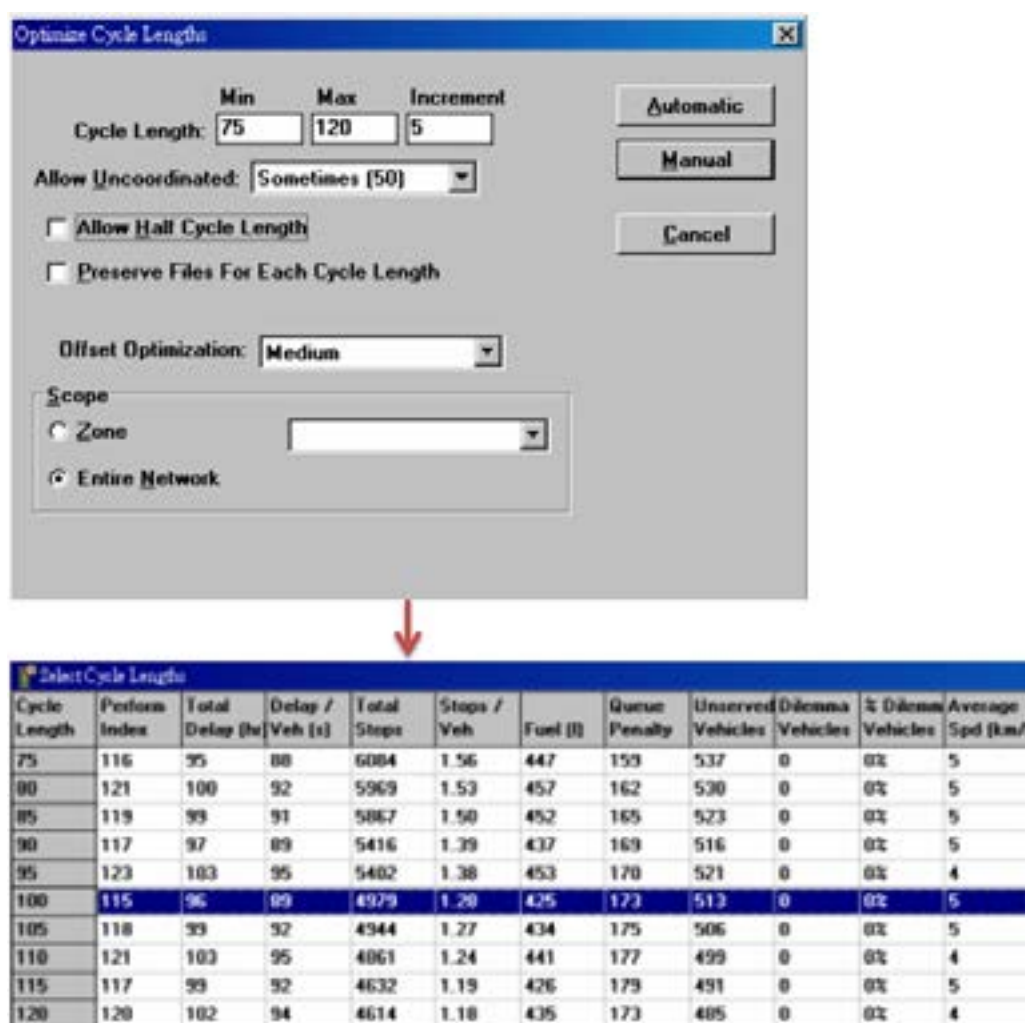 Optimize Cycle Lengths
Min Max Increment
Cycle Length: 75 120 5
Automatic
Manual
Allow Uncoordinated: Sometimes (50)
Allow Half Cycle Length
Cancel
Preserve Files For Each Cycle Length
Offset Optimization: Medium
Scope
Zone
Entire Network
Select Cycle Lengths
Cycle Length Perform Index Total Delay (hr) Delay / Veh (s) Total Stops Stops / Veh Fuel (l) Queue Penalty Unserved Vehicles Dilemma Vehicles % Dilemm Vehicles Average Spd (km/
75 116 95 88 6084 1.56 447 159 537 0 0% 5
80 121 100 92 5969 1.53 457 162 530 0 0% 5
85 119 99 91 5867 1.50 452 165 523 0 0% 5
90 117 97 89 5416 1.39 437 169 516 0 0% 5
95 123 103 95 5402 1.38 453 170 521 0 0% 4
100 115 96 89 4979 1.28 425 173 513 0 0% 5
105 118 99 92 4944 1.27 434 175 506 0 0% 5
110 121 103 95 4861 1.24 441 177 499 0 0% 4
115 117 99 92 4632 1.19 426 179 491 0 0% 5
120 120 102 94 4614 1.18 435 173 485 0 0% 4